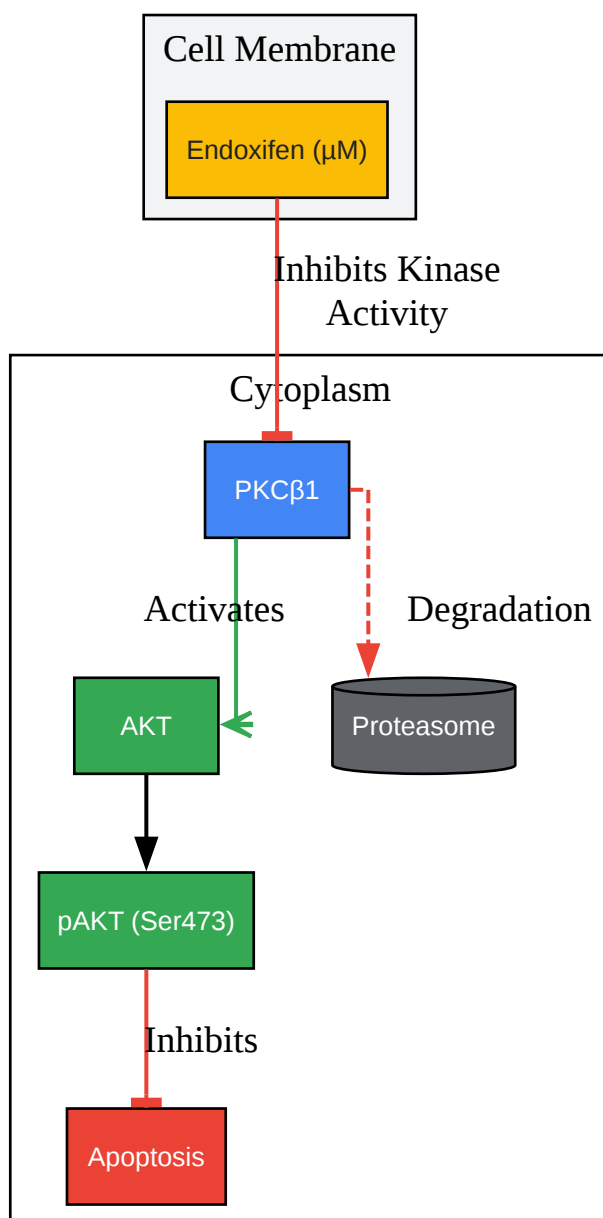 Cell Membrane
Endoxifen (µM)
Inhibits Kinase
Activity
Cytoplasm
PKCβ1
Activates
Degradation
AKT
Proteasome
pAKT (Ser473)
Inhibits
Apoptosis